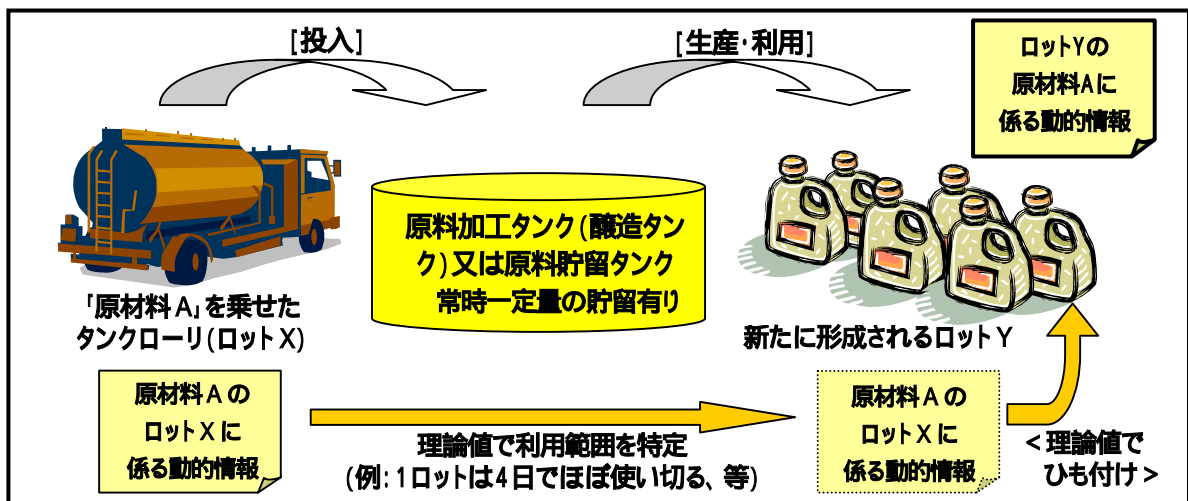 [投入]
[生産・利用]
ロットYの
原材料Aに
係る動的情報
原料加工タンク(醸造タン
ク)又は原料貯留タンク
常時一定量の貯留有り
「原材料A」を乗せた
タンクローリ(ロットX)
新たに形成されるロットY
原材料Aの
ロットXに
係る動的情報
理論値で利用範囲を特定
(例:1ロットは4日でほぼ使い切る、等)
原材料Aの
ロットXに
係る動的情報
<理論値で
ひも付け>